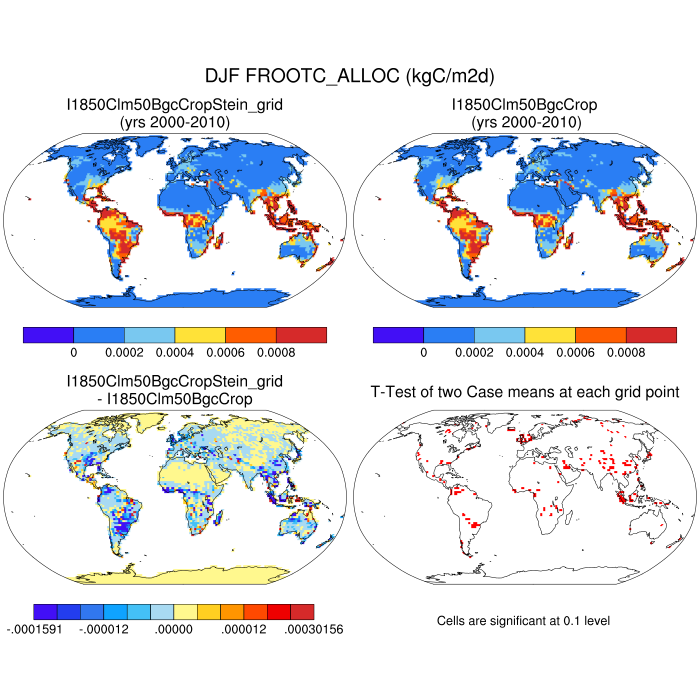 DJF FROOTC_ALLOC (kgC/m2d)
I1850Clm50BgcCropStein_grid
(yrs 2000-2010)
I1850Clm50BgcCrop
(yrs 2000-2010)
0 0.0002 0.0004 0.0006 0.0008
0 0.0002 0.0004 0.0006 0.0008
I1850Clm50BgcCropStein_grid
- I1850Clm50BgcCrop
T-Test of two Case means at each grid point
-.0001591 -.000012 .00000 .000012 .00030156
Cells are significant at 0.1 level